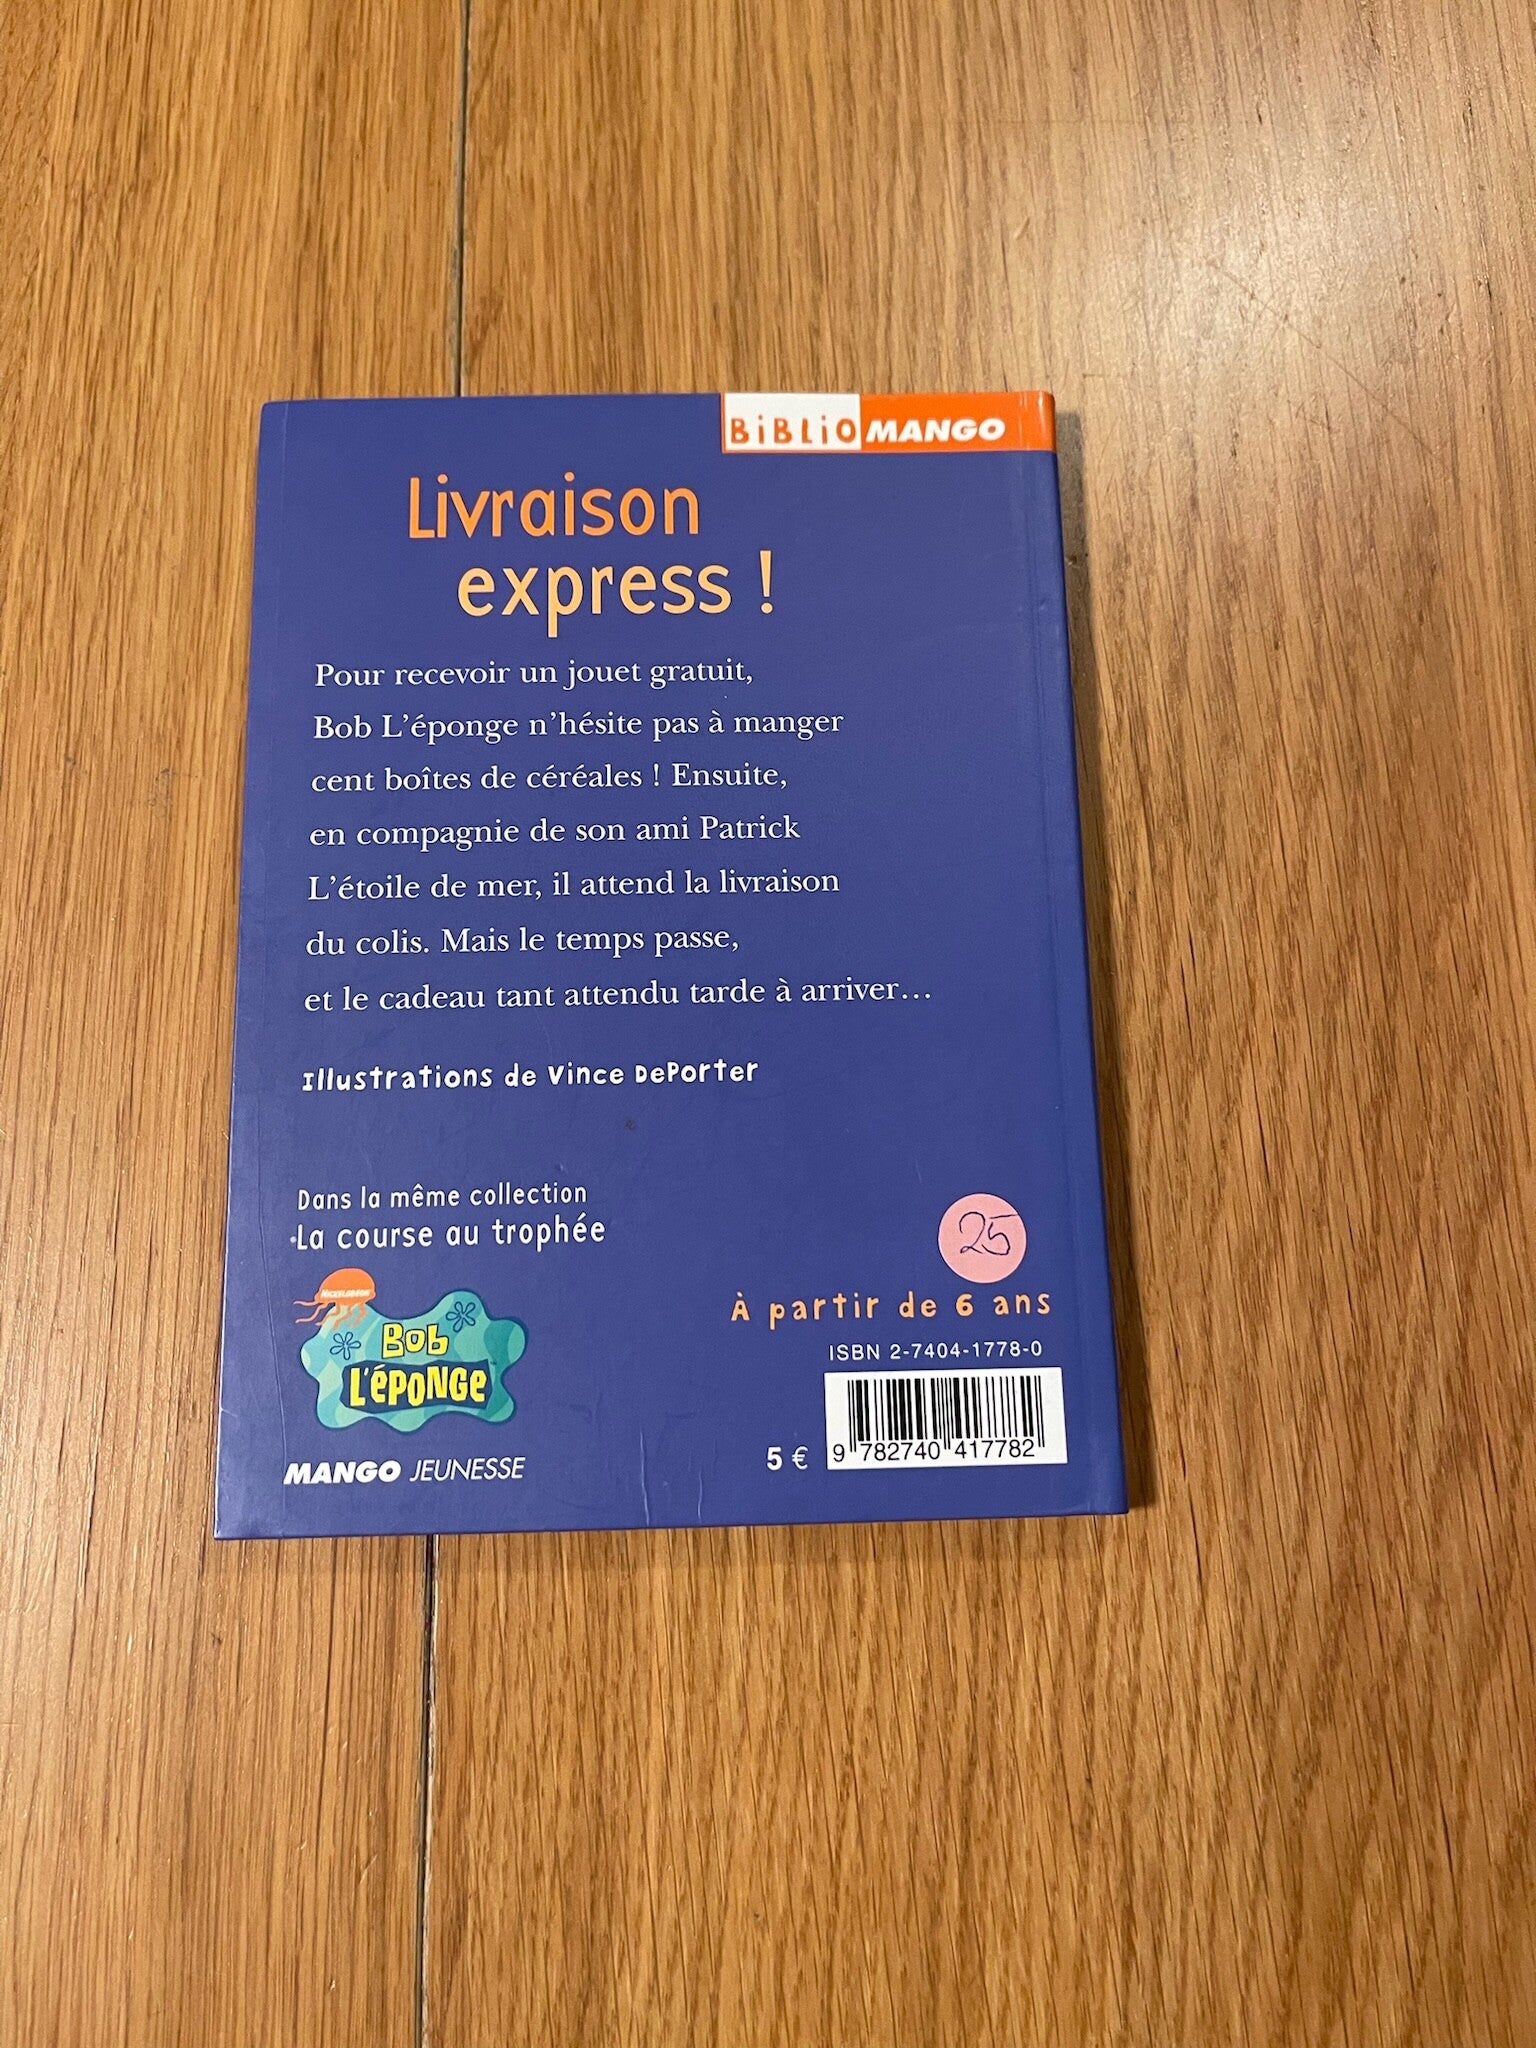 BiBLiO MANGO
Livraison
express !
Pour recevoir un jouet gratuit,
Bob L'éponge n'hésite pas à manger
cent boîtes de céréales ! Ensuite,
en compagnie de son ami Patrick
L'étoile de mer, il attend la livraison
du colis. Mais le temps passe,
et le cadeau tant attendu tarde à arriver…
Illustrations de Vince DePorter
Dans la même collection
La course au trophée
25
À partir de 6 ans
NICKELODEON
BOB
L'ÉPONGE™
MANGO JEUNESSE
ISBN 2-7404-1778-0
5 €
9 782740 417782